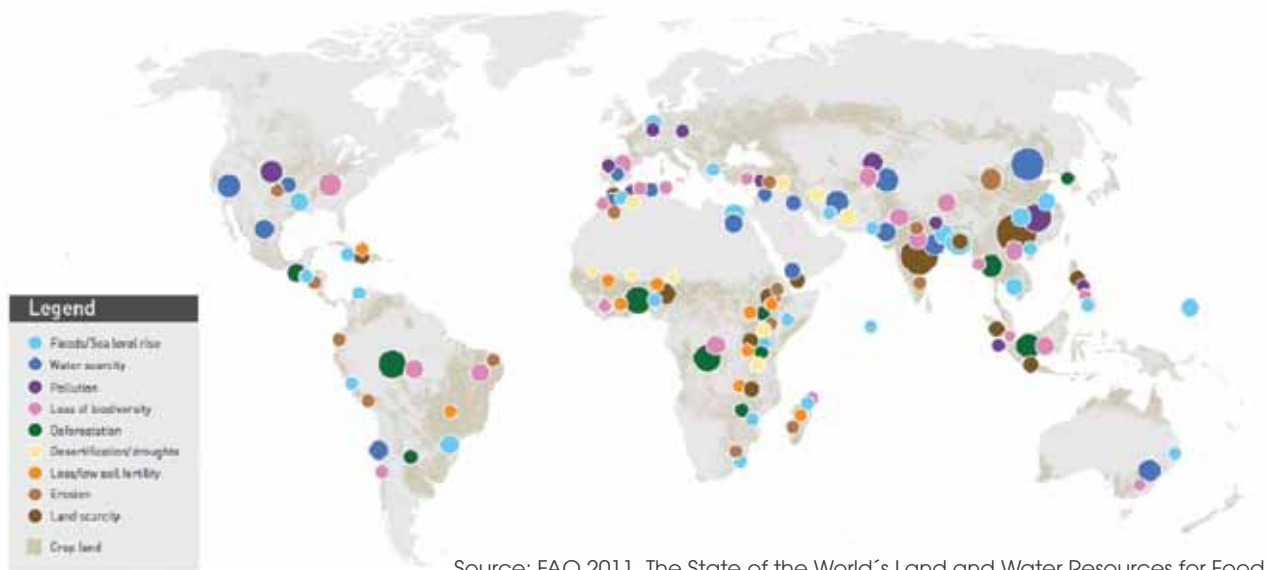 Legend
Floods/Sea level rise
Water scarcity
Pollution
Loss of biodiversity
Deforestation
Desertification/droughts
Loss/low soil fertility
Erosion
Land scarcity
Crop land
Source: FAO 2011, The State of the World´s Land and Water Resources for Food